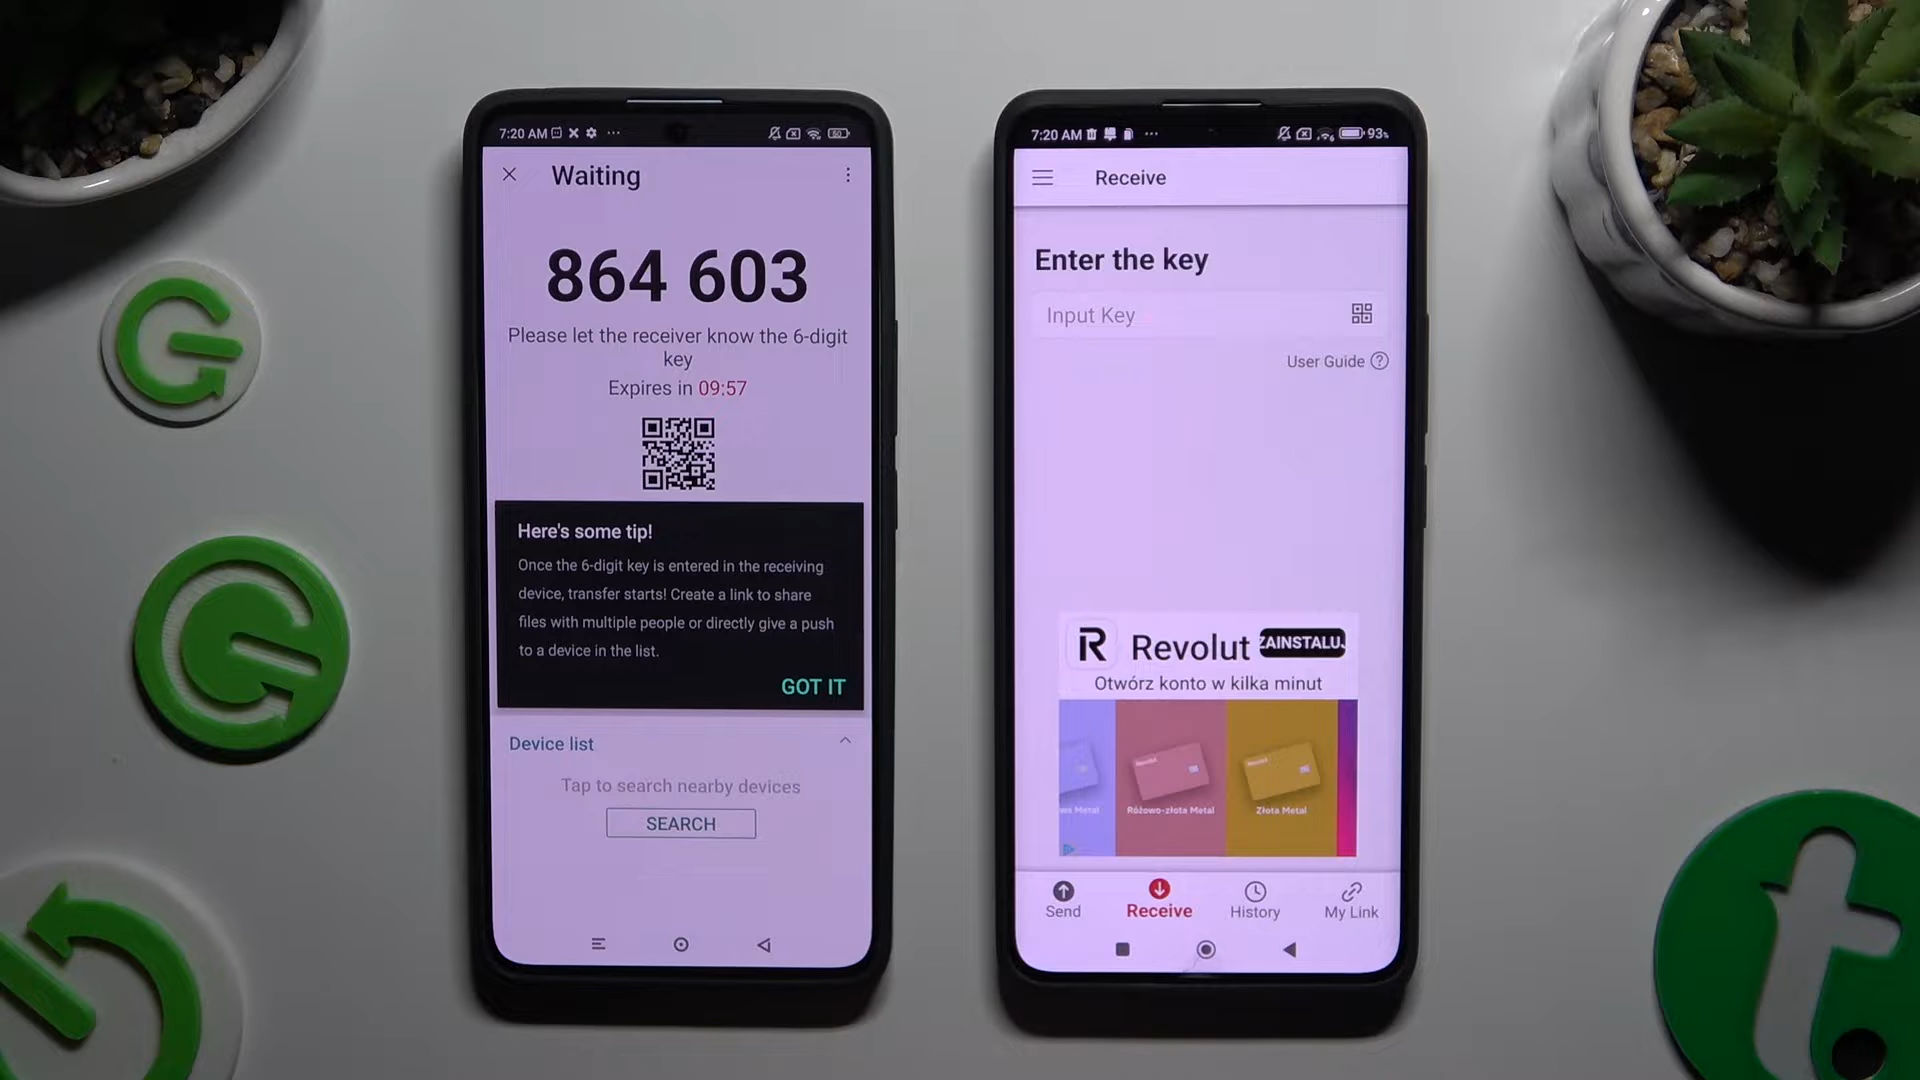 7:20 AM
50
Waiting
864 603
Please let the receiver know the 6-digit
key
Expires in 09:57
Here's some tip!
Once the 6-digit key is entered in the receiving
device, transfer starts! Create a link to share
files with multiple people or directly give a push
to a device in the list.
GOT IT
Device list
Tap to search nearby devices
SEARCH
7:20 AM
93%
Receive
Enter the key
Input Key
User Guide ?
R Revolut ZAINSTALUJ
Otwórz konto w kilka minut
wa Metal
Różowo-złota Metal
Złota Metal
Send
Receive
History
My Link
t